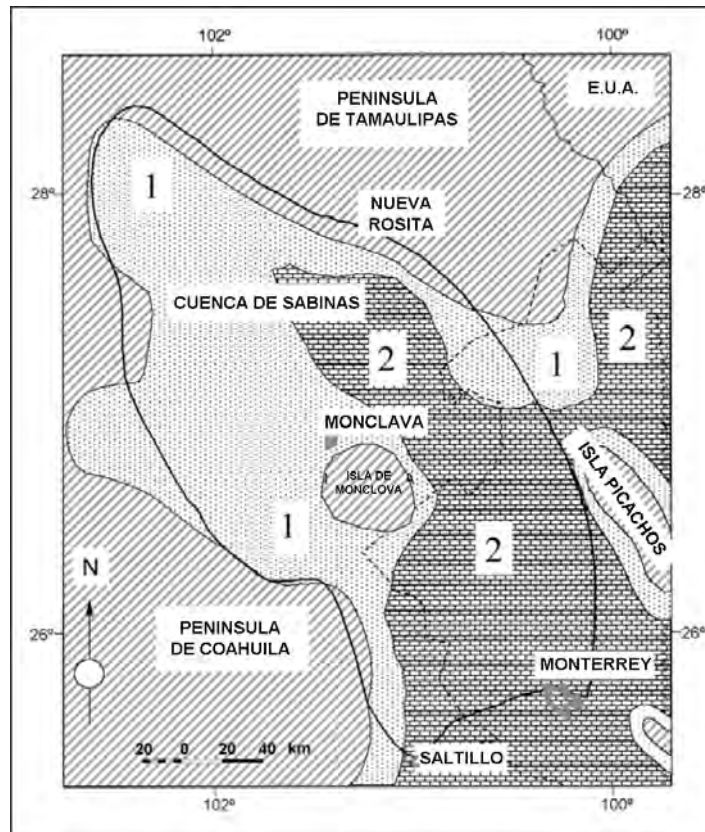 102º
100º
E.U.A.
PENINSULA
DE TAMAULIPAS
1
28º
28º
NUEVA
ROSITA
CUENCA DE SABINAS
2
1
2
MONCLAVA
ISLA DE
MONCLOVA
ISLA PICACHOS
1
2
N
26º
26º
PENINSULA
DE COAHUILA
MONTERREY
20 0 20 40 km
SALTILLO
102º
100º